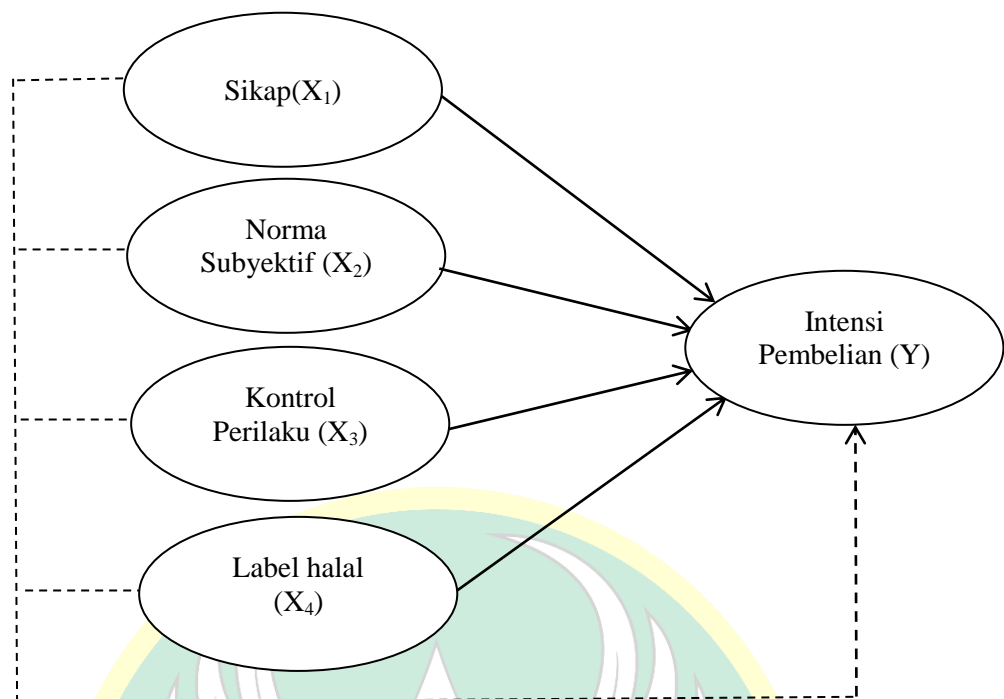 Sikap(X₁)
Norma
Subyektif (X₂)
Kontrol
Perilaku (X₃)
Label halal
(X₄)
Intensi
Pembelian (Y)